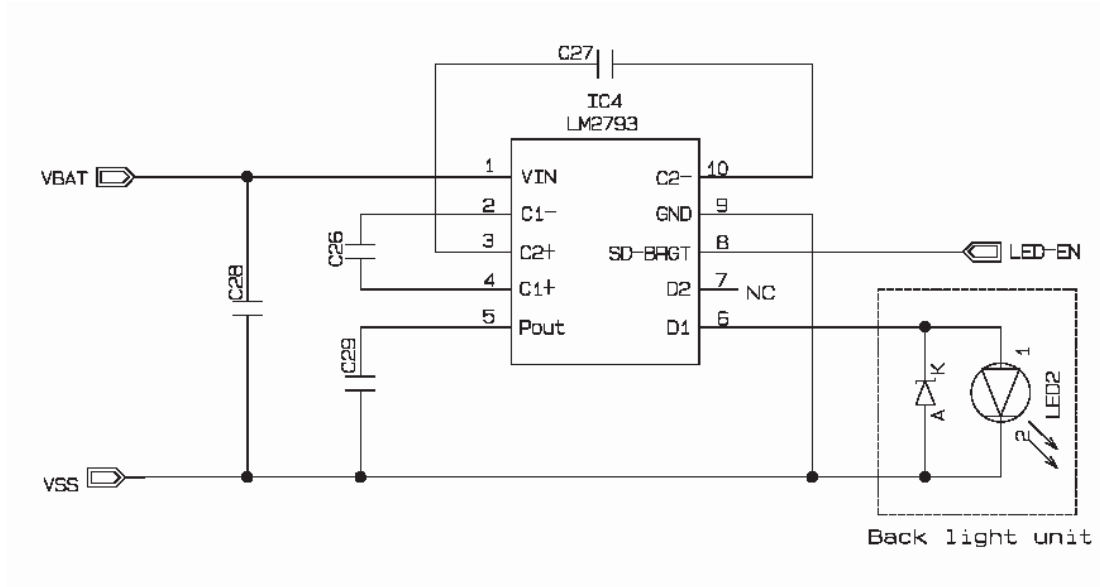 C27
IC4
LM2793
VBAT
1
VIN
C2-
10
2
C1-
GND
9
C26
3
C2+
SD-BRGT
8
LED-EN
C28
4
C1+
D2
7
NC
5
Pout
D1
6
C29
K
A
1
2
LED2
VSS
Back light unit